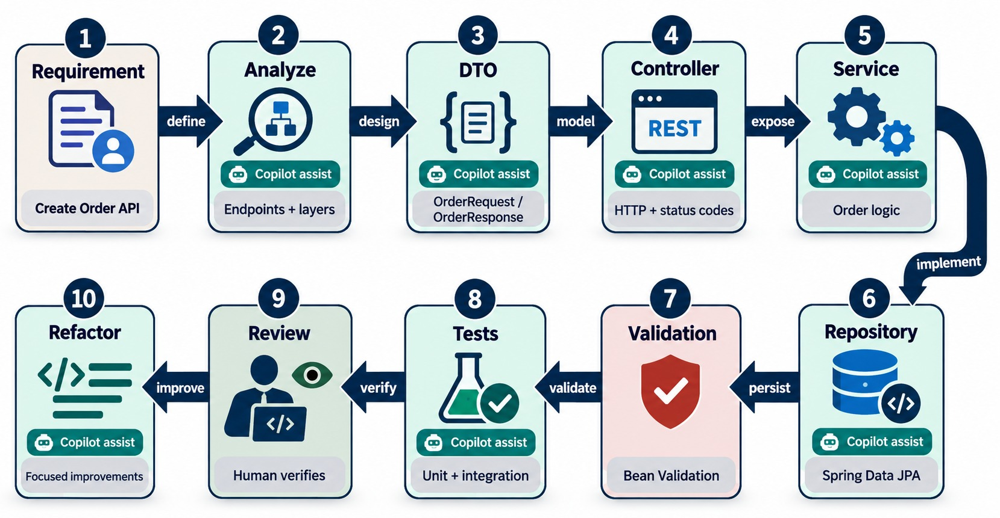 1
Requirement
Create Order API
define
2
Analyze
Copilot assist
Endpoints + layers
design
3
DTO
Copilot assist
OrderRequest /
OrderResponse
model
4
Controller
REST
Copilot assist
HTTP + status codes
expose
5
Service
Copilot assist
Order logic
implement
6
Repository
</>
Copilot assist
Spring Data JPA
persist
7
Validation
Bean Validation
validate
8
Tests
Copilot assist
Unit + integration
verify
9
Review
</>
Human verifies
improve
10
Refactor
</>
Copilot assist
Focused improvements